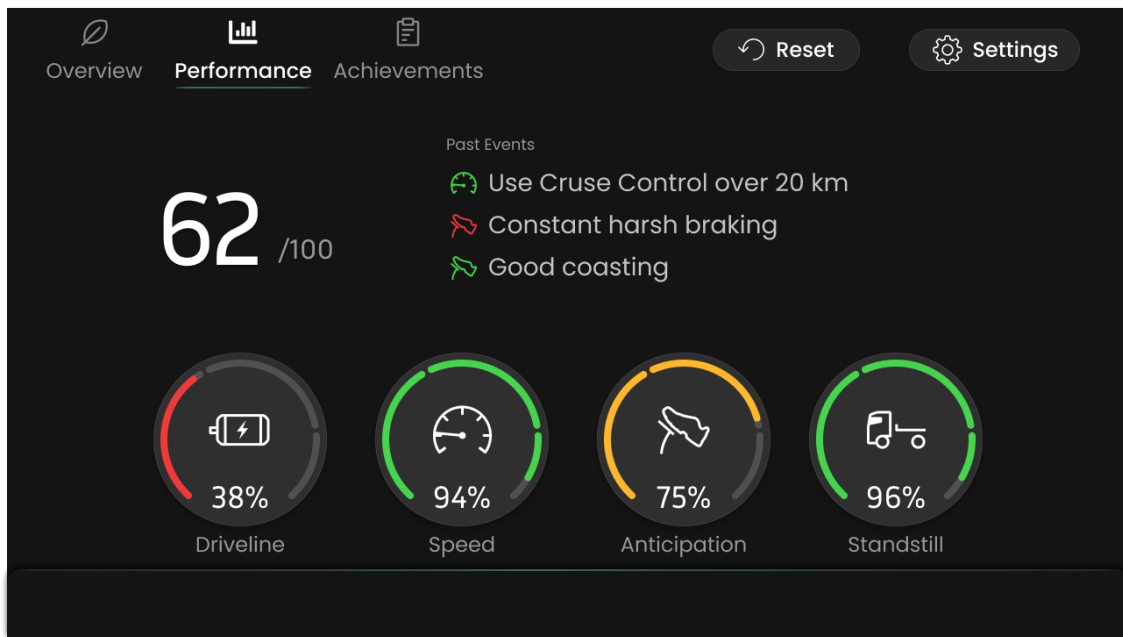 Overview
Performance
Achievements
Reset
Settings
Past Events
Use Cruse Control over 20 km
Constant harsh braking
Good coasting
62 /100
38%
94%
75%
96%
Driveline
Speed
Anticipation
Standstill